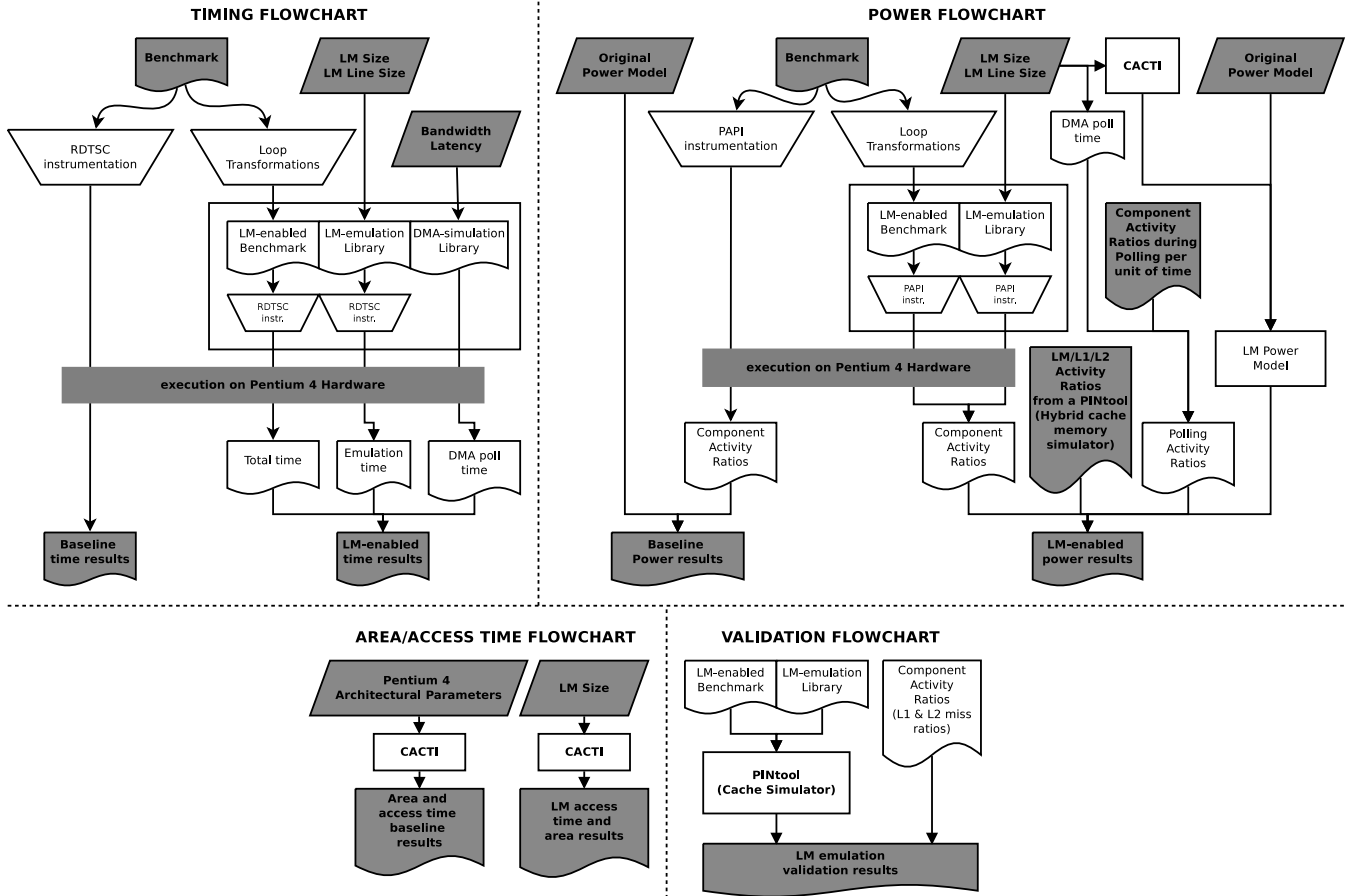 TIMING FLOWCHART
Benchmark
LM Size
LM Line Size
RDTSC
instrumentation
Loop
Transformations
Bandwidth
Latency
LM-enabled
Benchmark
LM-emulation
Library
DMA-simulation
Library
RDTSC
instr.
RDTSC
instr.
execution on Pentium 4 Hardware
Total time
Emulation
time
DMA poll
time
Baseline
time results
LM-enabled
time results
POWER FLOWCHART
Original
Power Model
Benchmark
LM Size
LM Line Size
CACTI
Original
Power Model
PAPI
instrumentation
Loop
Transformations
DMA poll
time
LM-enabled
Benchmark
LM-emulation
Library
Component
Activity
Ratios during
Polling per
unit of time
PAPI
instr.
PAPI
instr.
execution on Pentium 4 Hardware
LM/L1/L2
Activity
Ratios
from a PINtool
(Hybrid cache
memory
simulator)
LM Power
Model
Component
Activity
Ratios
Component
Activity
Ratios
Polling
Activity
Ratios
Baseline
Power results
LM-enabled
power results
AREA/ACCESS TIME FLOWCHART
Pentium 4
Architectural Parameters
LM Size
CACTI
CACTI
Area and
access time
baseline
results
LM access
time and
area results
VALIDATION FLOWCHART
LM-enabled
Benchmark
LM-emulation
Library
Component
Activity
Ratios
(L1 & L2 miss
ratios)
PINtool
(Cache Simulator)
LM emulation
validation results